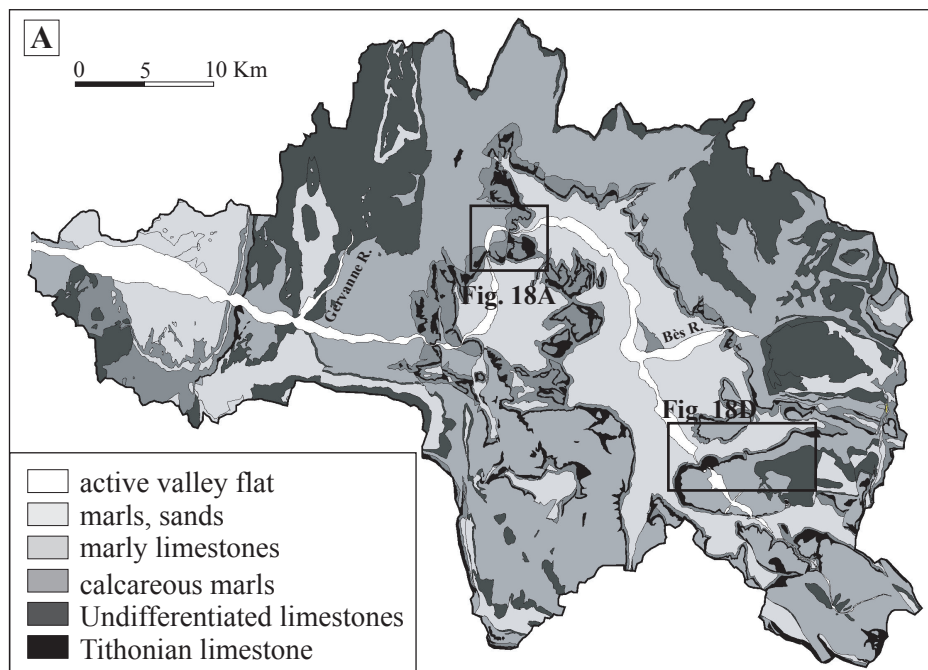 A
0 5 10 Km
Gervanne R.
Fig. 18A
Bès R.
Fig. 18D
active valley flat
marls, sands
marly limestones
calcareous marls
Undifferentiated limestones
Tithonian limestone